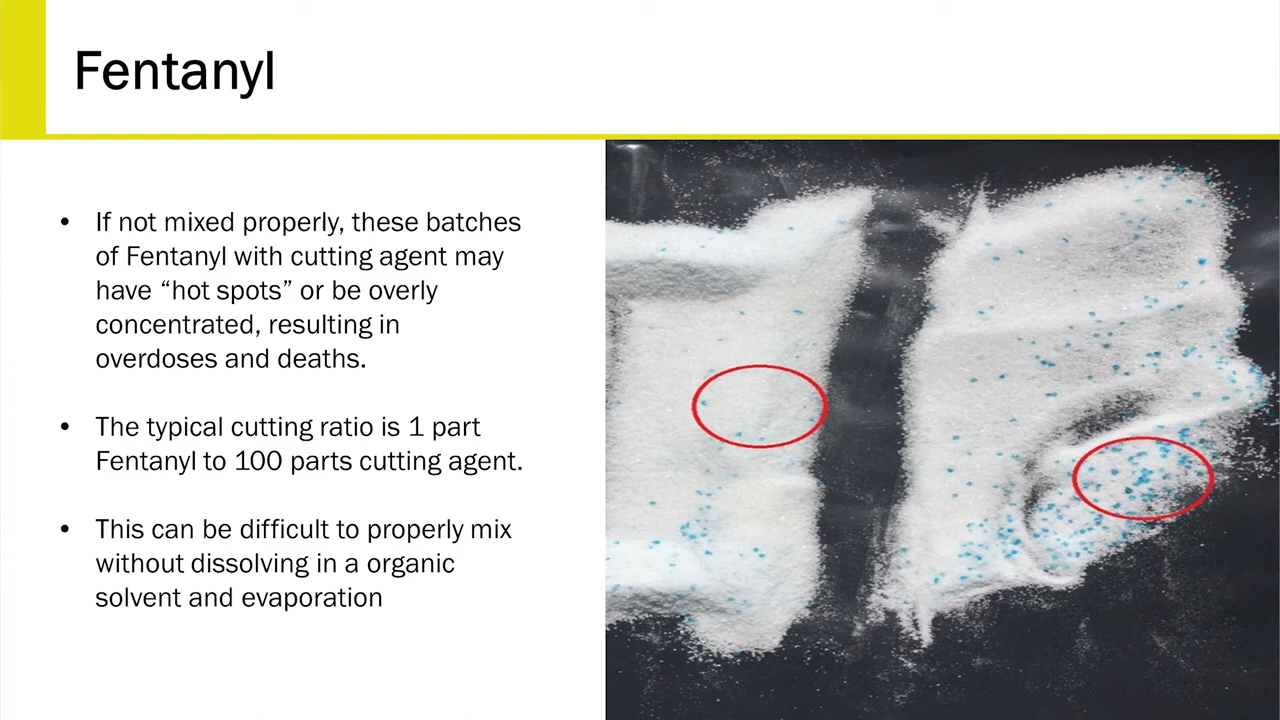 Fentanyl
• If not mixed properly, these batches
of Fentanyl with cutting agent may
have “hot spots” or be overly
concentrated, resulting in
overdoses and deaths.
• The typical cutting ratio is 1 part
Fentanyl to 100 parts cutting agent.
• This can be difficult to properly mix
without dissolving in a organic
solvent and evaporation